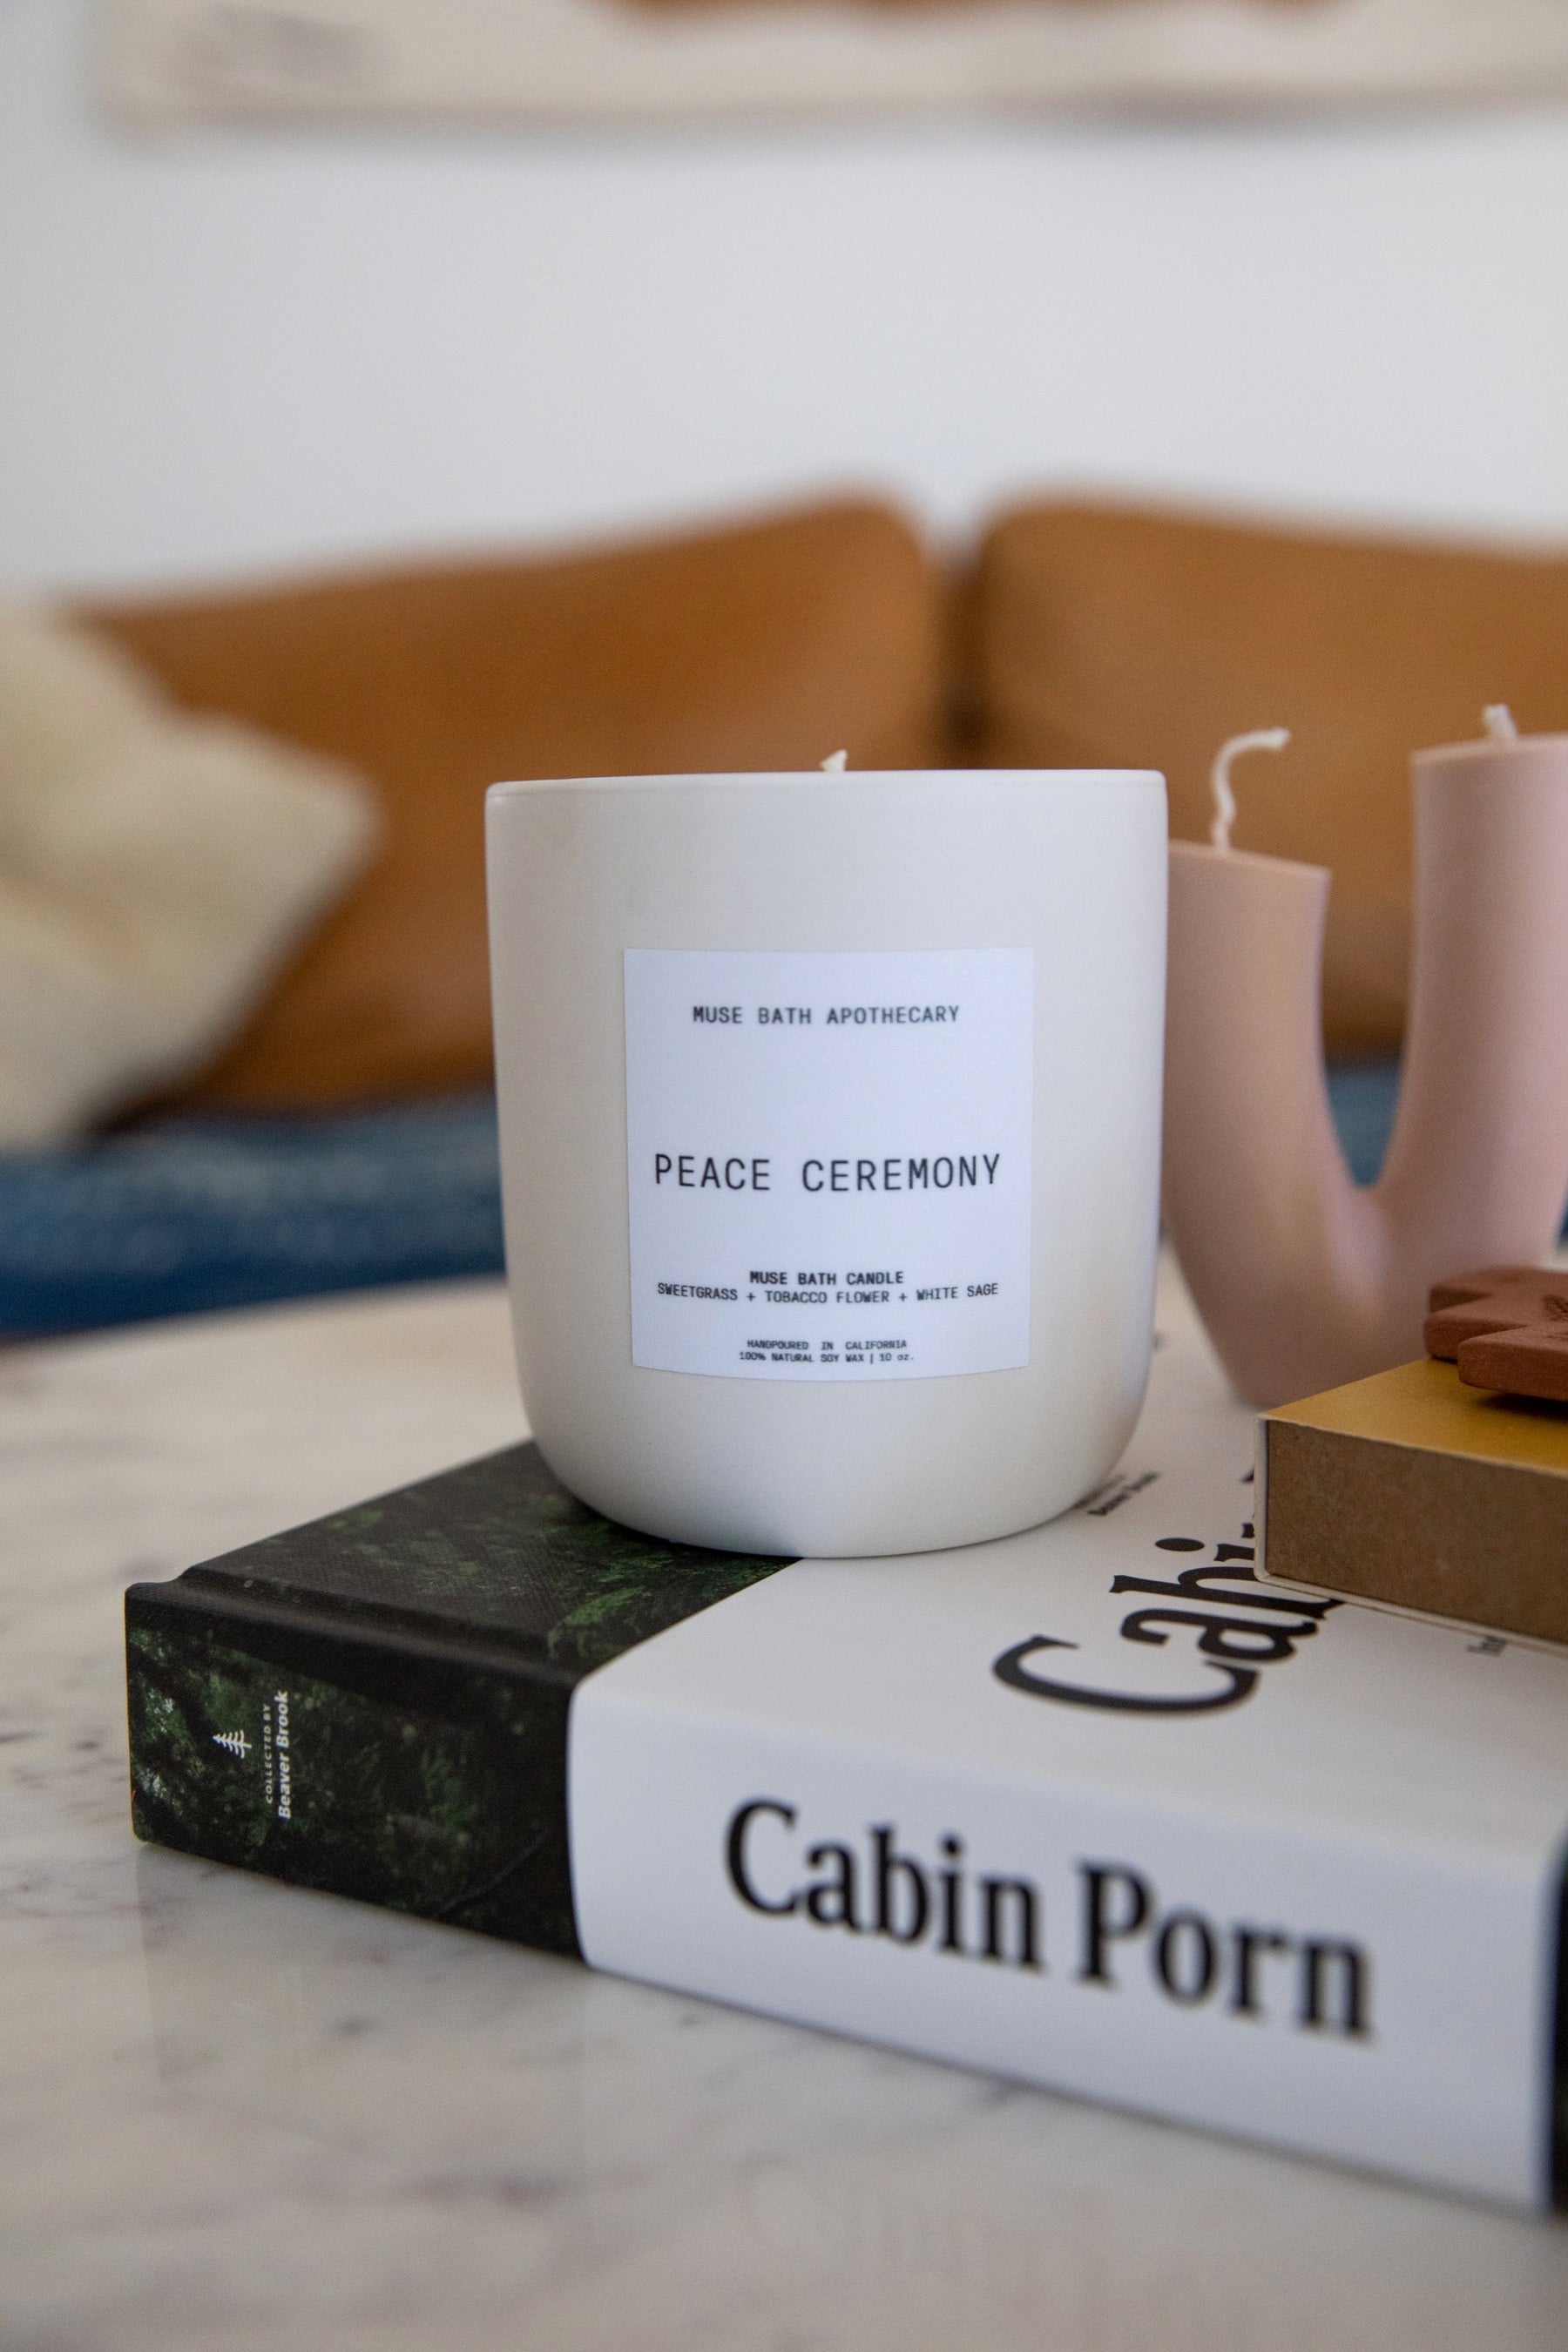 MUSE BATH APOTHECARY
PEACE CEREMONY
MUSE BATH CANDLE
SWEETGRASS + TOBACCO FLOWER + WHITE SAGE
HANDPOURED IN CALIFORNIA
100% NATURAL SOY WAX | 10 oz.
COLLECTED BY
Beaver Brook
Cabin Porn